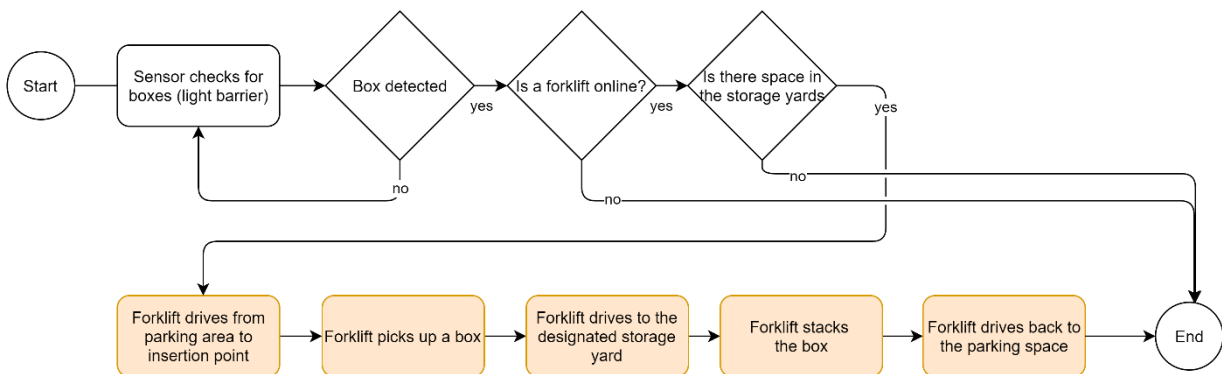 Start
Sensor checks for
boxes (light barrier)
Box detected
yes
no
Is a forklift online?
yes
no
Is there space in
the storage yards
yes
no
Forklift drives from
parking area to
insertion point
Forklift picks up a box
Forklift drives to the
designated storage
yard
Forklift stacks
the box
Forklift drives back to
the parking space
End